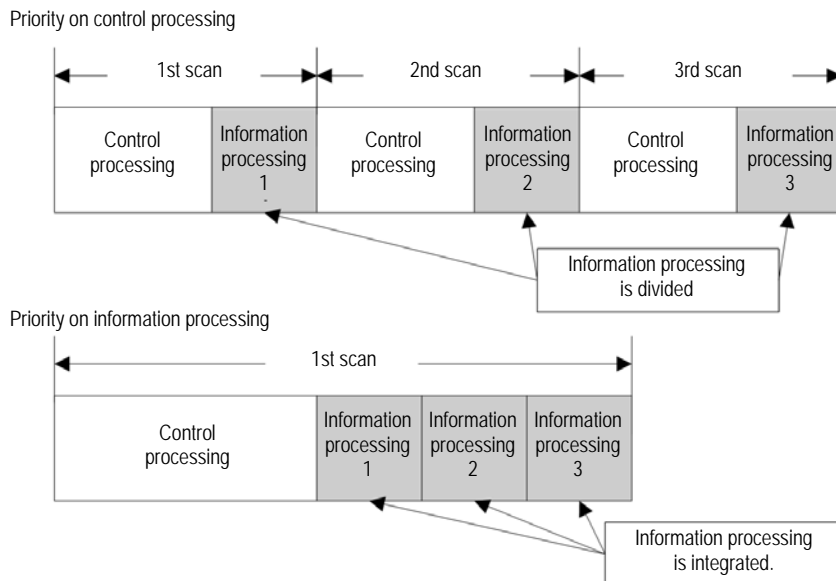 Priority on control processing
1st scan
2nd scan
3rd scan
Control
processing
Information
processing
1
Control
processing
Information
processing
2
Control
processing
Information
processing
3
Information processing
is divided
Priority on information processing
1st scan
Control
processing
Information
processing
1
Information
processing
2
Information
processing
3
Information processing
is integrated.